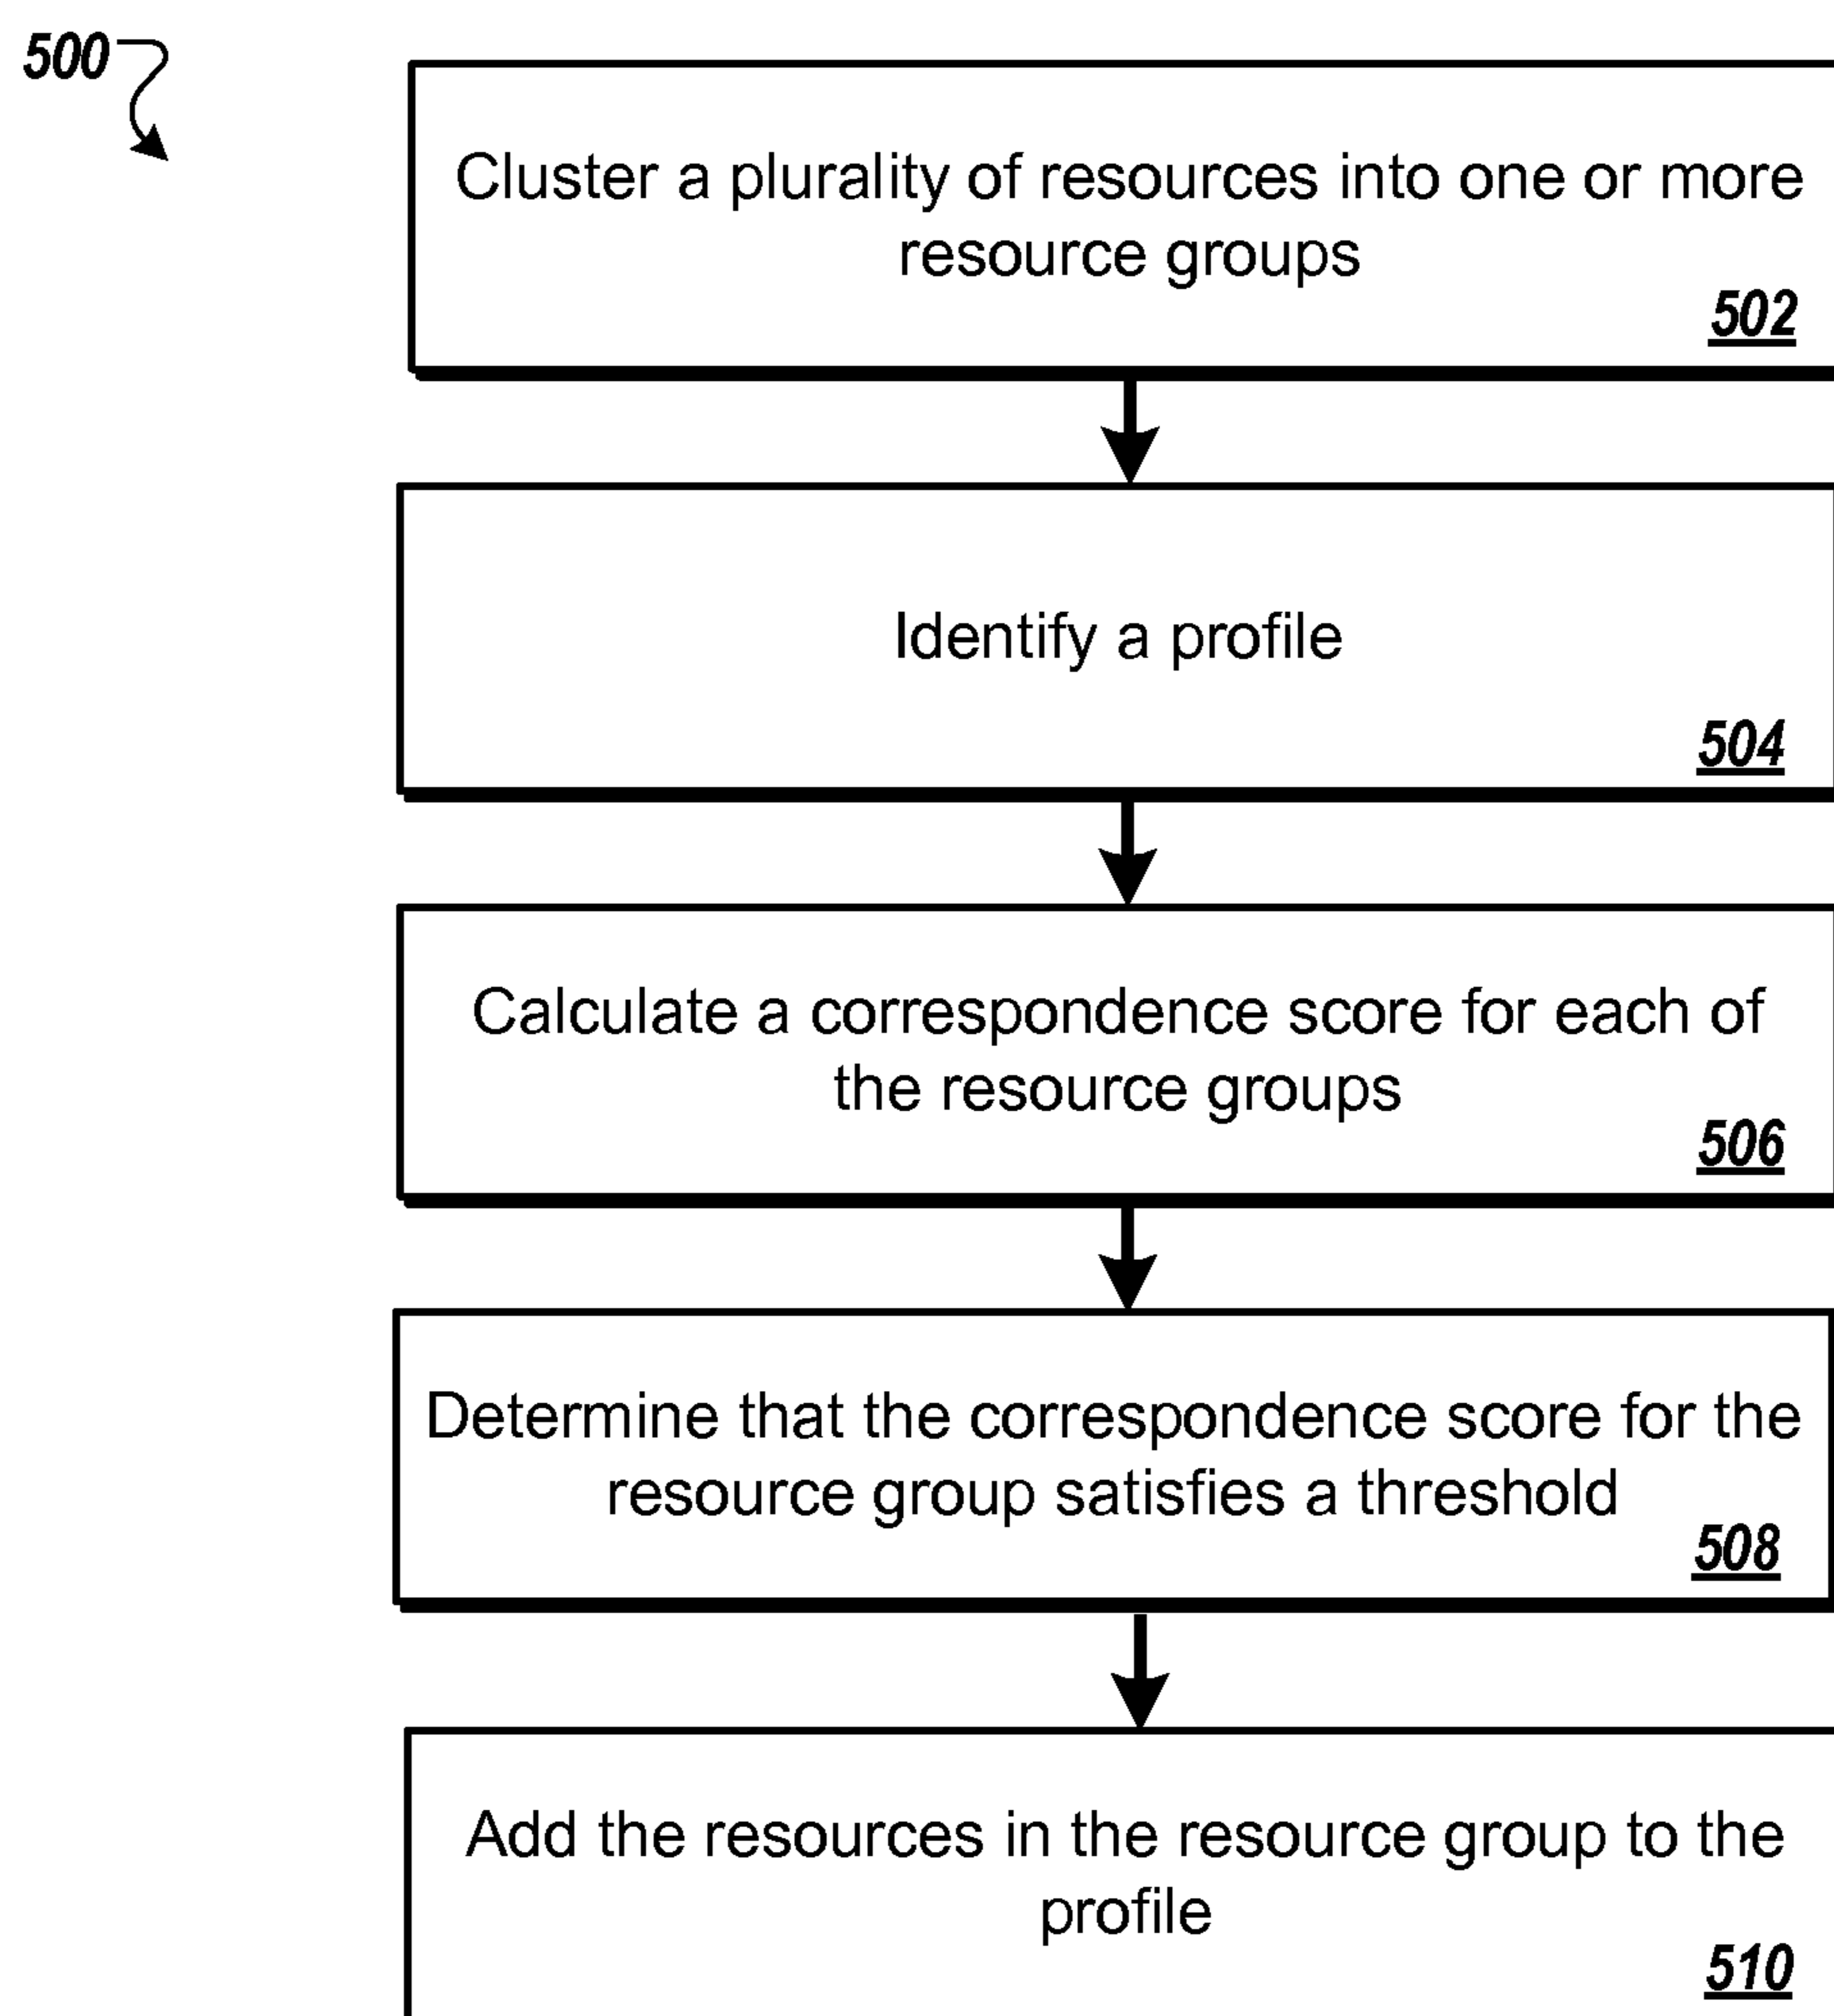 500
Cluster a plurality of resources into one or more
resource groups
502
Identify a profile
504
Calculate a correspondence score for each of
the resource groups
506
Determine that the correspondence score for the
resource group satisfies a threshold
508
Add the resources in the resource group to the
profile
510